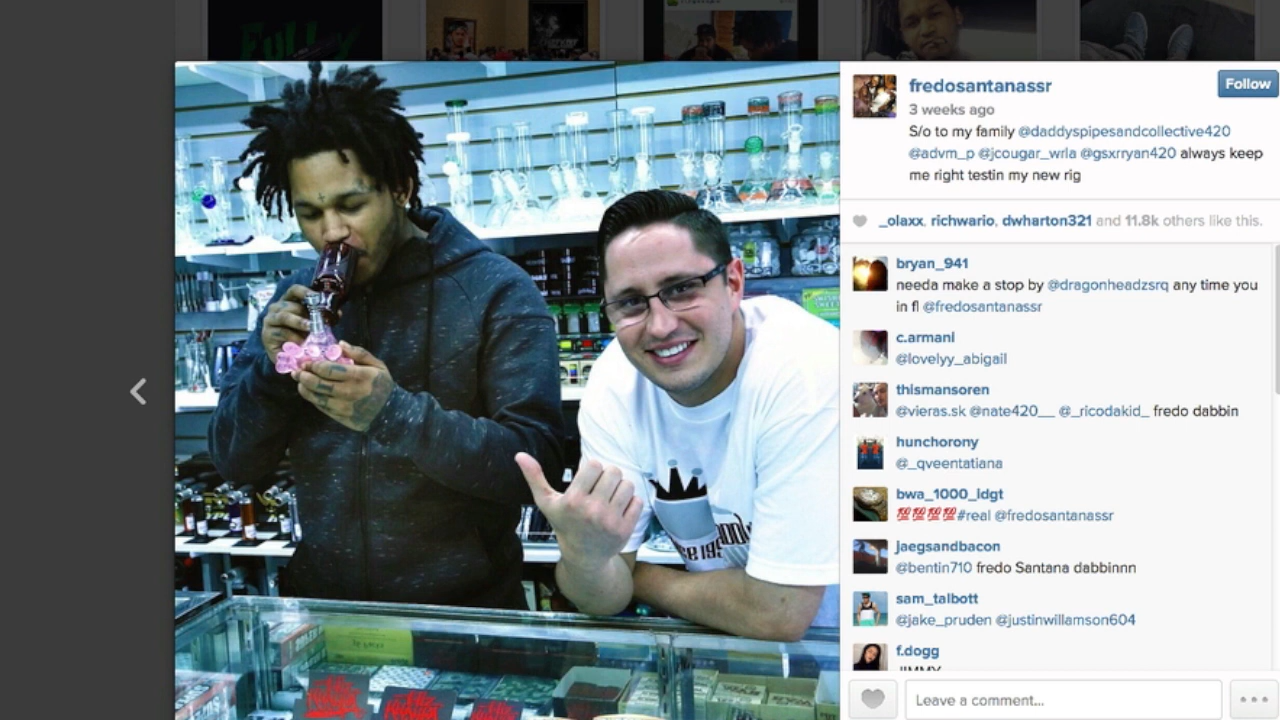 fredosantanassr
Follow
3 weeks ago
S/o to my family @daddyspipesandcollective420
@advm_p @jcougar_wrla @gsxrryan420 always keep
me right testin my new rig
_olaxx, richwario, dwharton321 and 11.8k others like this.
bryan_941
needa make a stop by @dragonheadzsrq any time you
in fl @fredosantanassr
c.armani
@lovelyy_abigail
thismansoren
@vieras.sk @nate420__ @_ricodakid_ fredo dabbin
hunchorony
@_qveentatiana
bwa_1000_ldgt
💯💯💯💯#real @fredosantanassr
jaegsandbacon
@bentin710 fredo Santana dabbinnn
sam_talbott
@jake_pruden @justinwillamson604
f.dogg
Leave a comment...